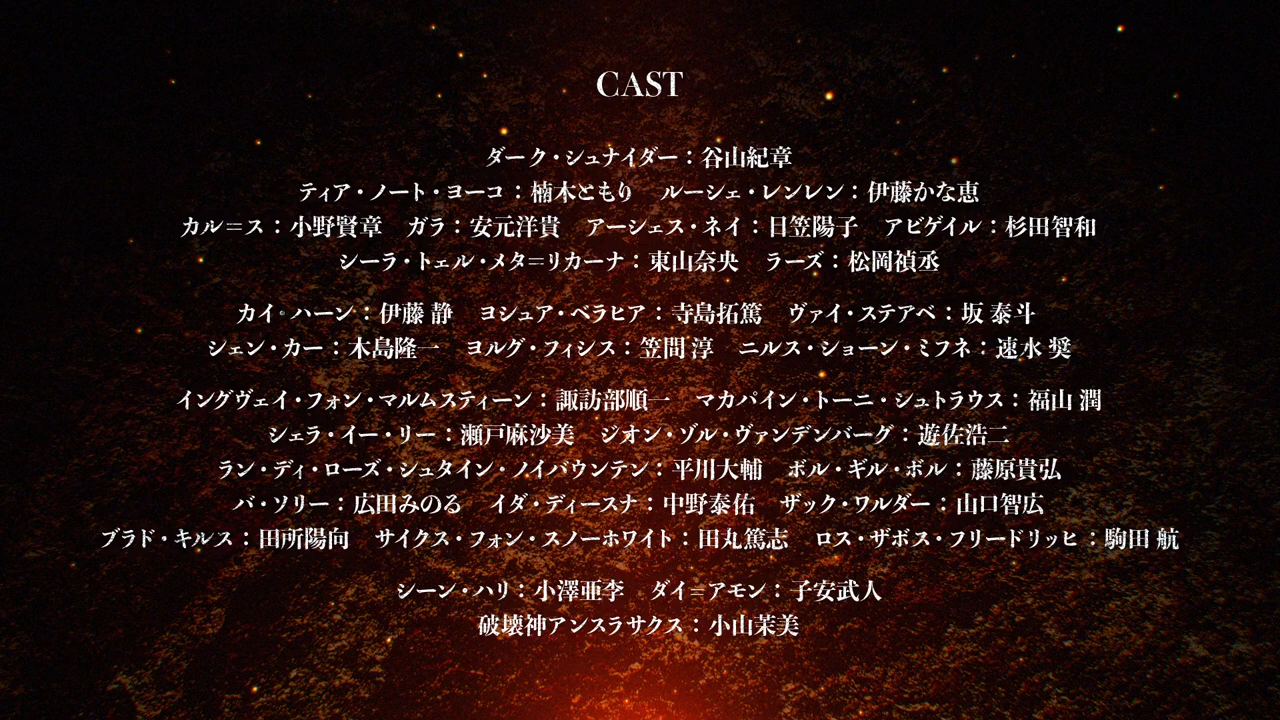 CAST
ダーク・シュナイダー：谷山紀章
ティア・ノート・ヨーコ：楠木ともり　ルーシェ・レンレン：伊藤かな恵
カル＝ス：小野賢章　ガラ：安元洋貴　アーシェス・ネイ：日笠陽子　アビゲイル：杉田智和
シーラ・トェル・メタ＝リカーナ：東山奈央　ラーズ：松岡禎丞
カイ・ハーン：伊藤 静　ヨシュア・ベラヒア：寺島拓篤　ヴァイ・ステアベ：坂 泰斗
シェン・カー：木島隆一　ヨルグ・フィシス：笠間 淳　ニルス・ショーン・ミフネ：速水 奨
イングヴェイ・フォン・マルムスティーン：諏訪部順一　マカパイン・トーニ・シュトラウス：福山 潤
シェラ・イー・リー：瀬戸麻沙美　ジオン・ゾル・ヴァンデンバーグ：遊佐浩二
ラン・ディ・ローズ・シュタイン・ノイバウンテン：平川大輔　ボル・ギル・ボル：藤原貴弘
バ・ソリー：広田みのる　イダ・ディースナ：中野泰佑　ザック・ワルダー：山口智広
ブラド・キルス：田所陽向　サイクス・フォン・スノーホワイト：田丸篤志　ロス・ザボス・フリードリッヒ：駒田 航
シーン・ハリ：小澤亜李　ダイ＝アモン：子安武人
破壊神アンスラサクス：小山茉美